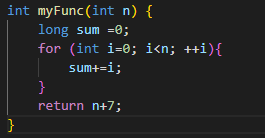 int myFunc(int n) {
    long sum =0;
    for (int i=0; i<n; ++i){
        sum+=i;
    }
    return n+7;
}